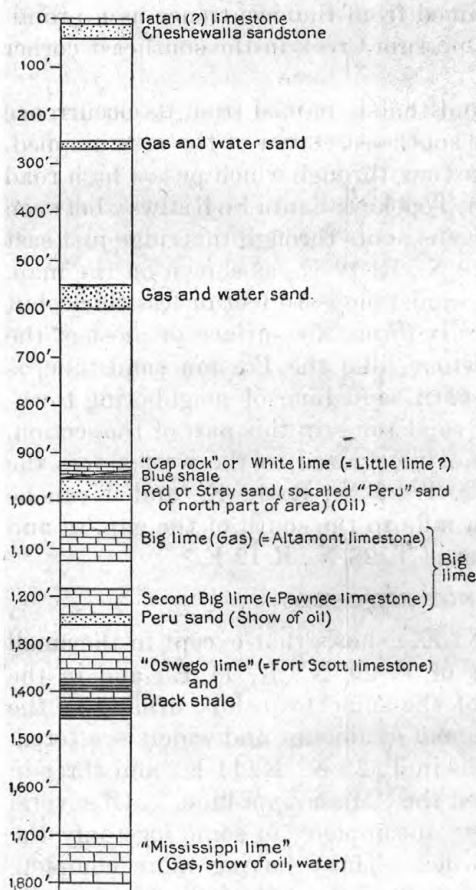 Iatan (?) limestone
Cheshewalla sandstone
100'
200'
Gas and water sand
300'
400'
500'
Gas and water sand.
600'
700'
800'
900'
"Cap rock" or White lime (= Little lime ?)
Blue shale
Red or Stray sand (so-called "Peru" sand
of north part of area) (Oil)
1,000'
Big lime (Gas) (= Altamont limestone)
1,100'
Big
lime
1,200'
Second Big lime (=Pawnee limestone)
Peru sand (Show of oil)
1,300'
"Oswego lime" (= Fort Scott limestone)
and
1,400'
Black shale
1,500'
1,600'
1,700'
"Mississippi lime"
(Gas, show of oil, water)
1,800'